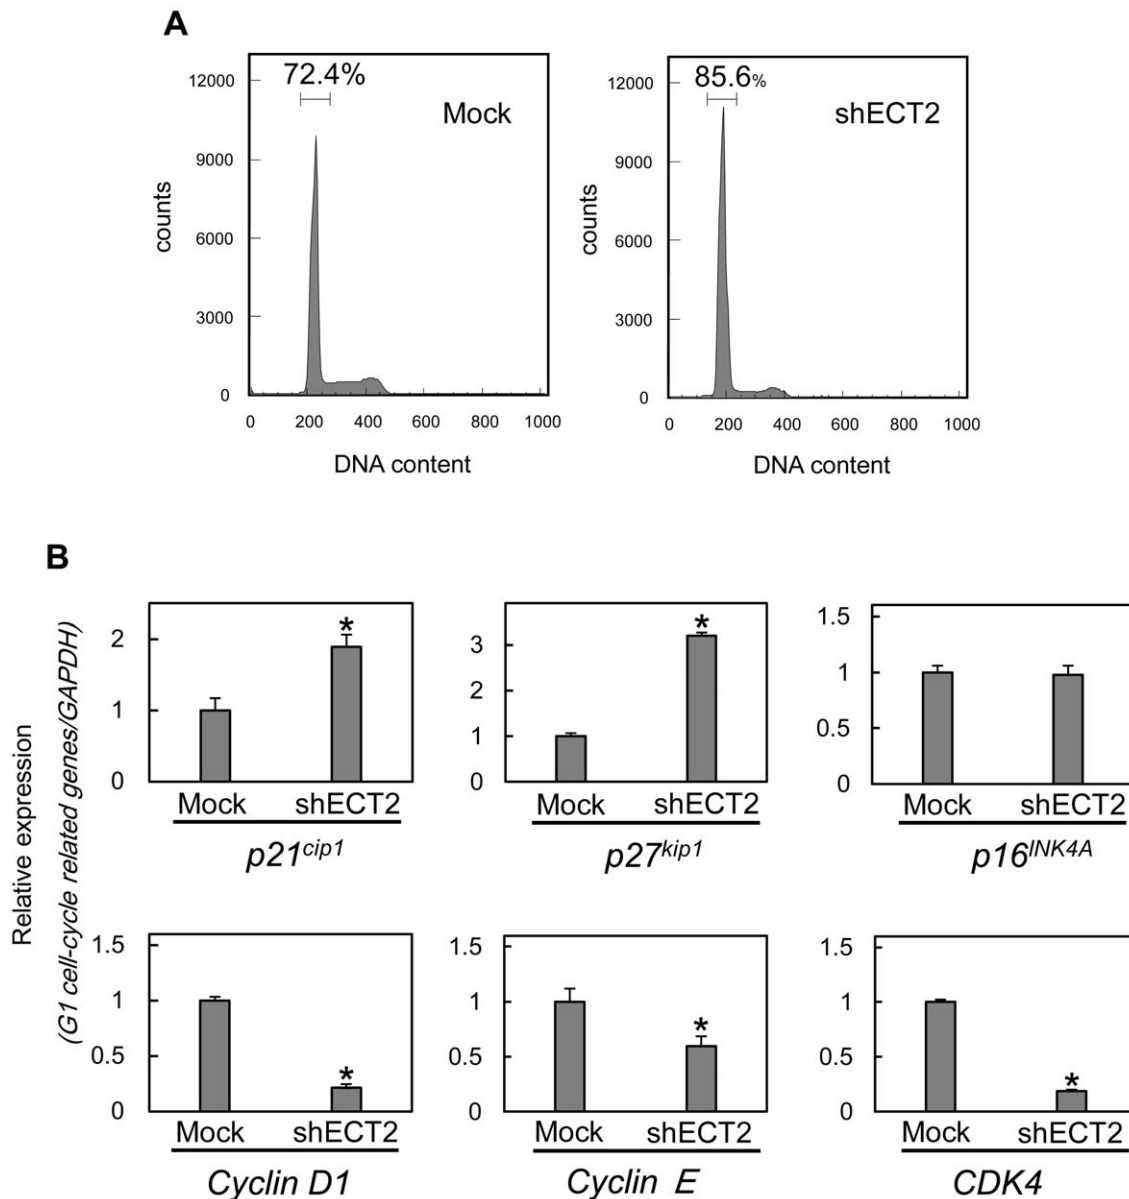 A
72.4%
Mock
12000
9000
6000
3000
0
counts
0 200 400 600 800 1000
DNA content
85.6%
shECT2
12000
9000
6000
3000
0
counts
0 200 400 600 800 1000
DNA content
B
Relative expression
(G1 cell-cycle related genes/GAPDH)
2
1
0
*
Mock shECT2
p21cip1
3
2
1
0
*
Mock shECT2
p27kip1
1.5
1
0.5
0
Mock shECT2
p16INK4A
1.5
1
0.5
0
*
Mock shECT2
Cyclin D1
1.5
1
0.5
0
*
Mock shECT2
Cyclin E
1.5
1
0.5
0
*
Mock shECT2
CDK4